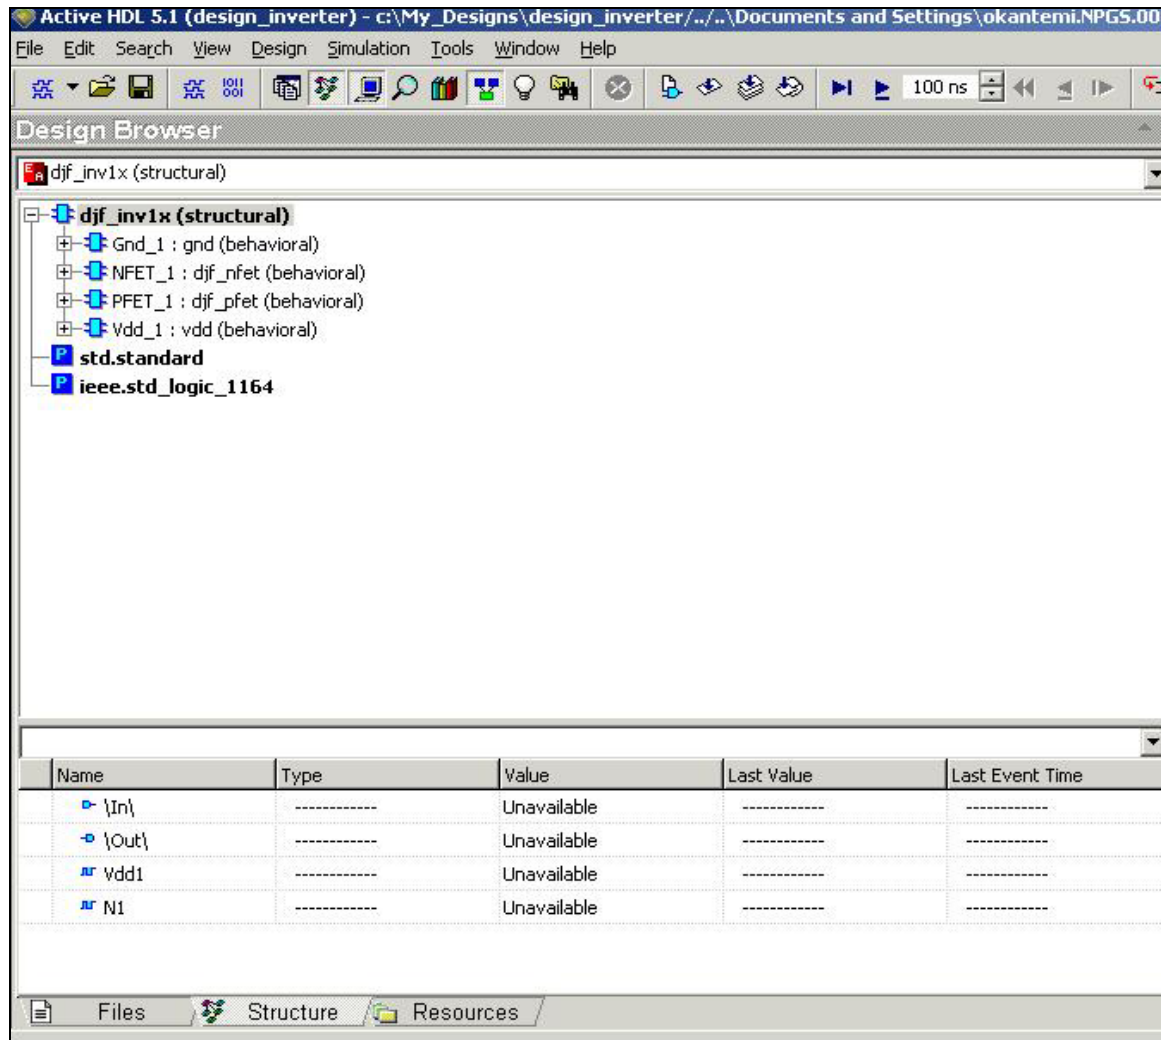 Active HDL 5.1 (design_inverter) - c:\My_Designs\design_inverter/../..\Documents and Settings\okantemi.NPGS.00
File Edit Search View Design Simulation Tools Window Help
100 ns
Design Browser
djf_inv1x (structural)
djf_inv1x (structural)
Gnd_1 : gnd (behavioral)
NFET_1 : djf_nfet (behavioral)
PFET_1 : djf_pfet (behavioral)
Vdd_1 : vdd (behavioral)
std.standard
ieee.std_logic_1164
Name Type Value Last Value Last Event Time
\In\ ------------ Unavailable ------------ ------------
\Out\ ------------ Unavailable ------------ ------------
Vdd1 ------------ Unavailable ------------ ------------
N1 ------------ Unavailable ------------ ------------
Files Structure Resources